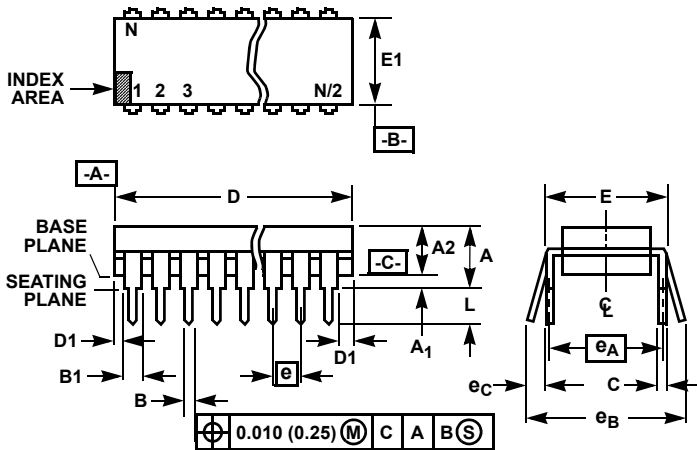 N
INDEX
AREA
1 2 3 N/2
E1
-B-
-A-
D
E
BASE
PLANE
A2
A
-C-
SEATING
PLANE
L
D1
A1
D1
B1
e
B
℄
eA
eC
C
eB
⌖ 0.010 (0.25) Ⓜ C A B Ⓢ